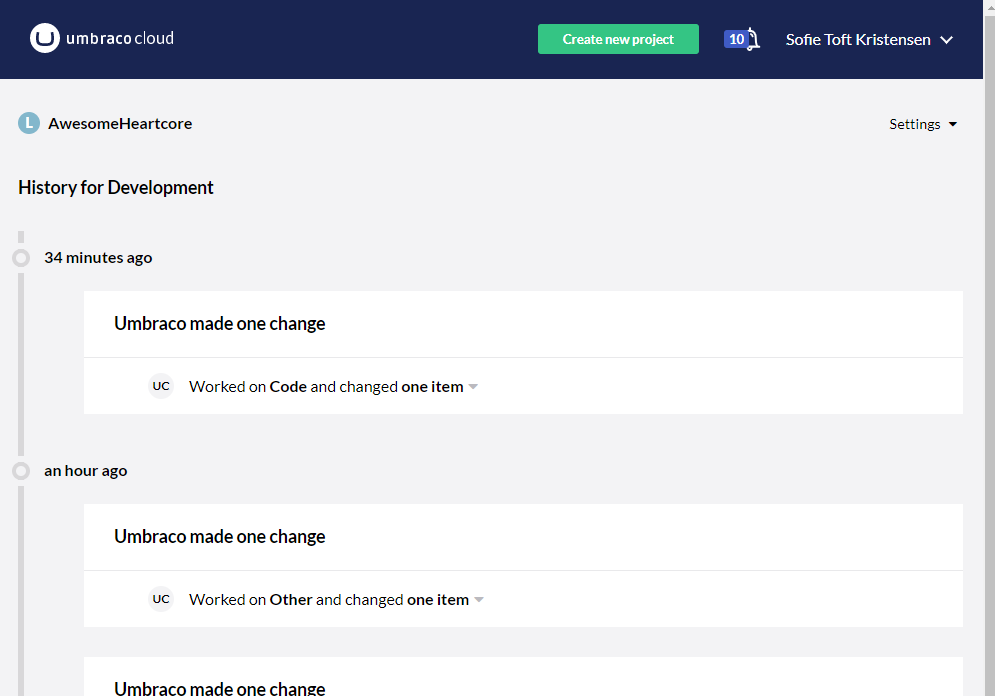 umbraco cloud
Create new project
10
Sofie Toft Kristensen
L
AwesomeHeartcore
Settings
History for Development
34 minutes ago
Umbraco made one change
UC
Worked on Code and changed one item
an hour ago
Umbraco made one change
UC
Worked on Other and changed one item
Umbraco made one change